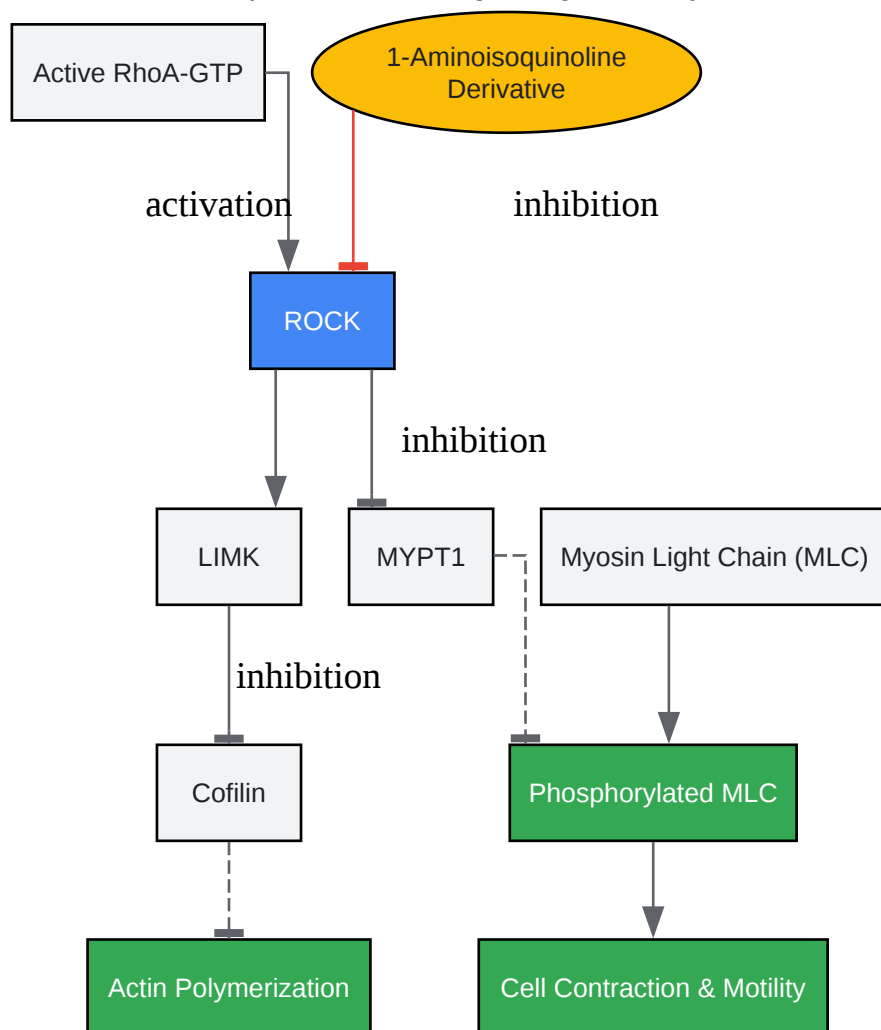 Active RhoA-GTP
1-Aminoisoquinoline
Derivative
activation
inhibition
ROCK
inhibition
LIMK
MYPT1
Myosin Light Chain (MLC)
inhibition
Cofilin
Phosphorylated MLC
Actin Polymerization
Cell Contraction & Motility